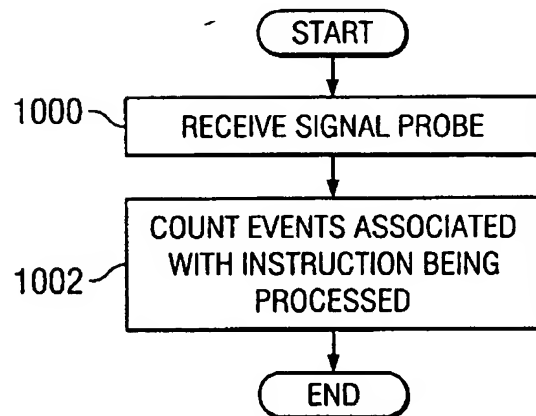 START
1000
RECEIVE SIGNAL PROBE
COUNT EVENTS ASSOCIATED
WITH INSTRUCTION BEING
PROCESSED
1002
END